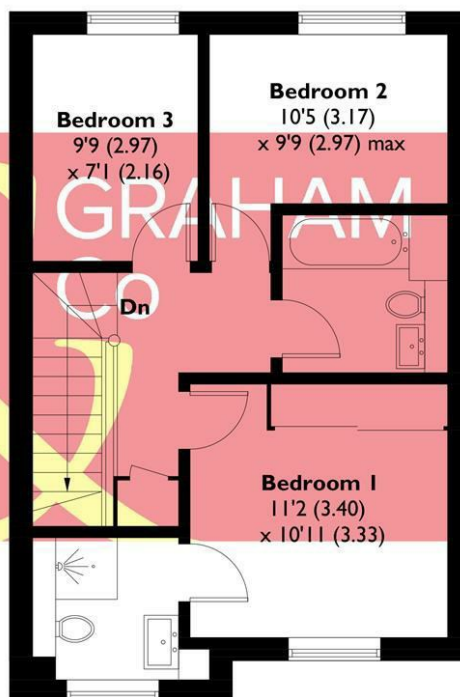 Bedroom 3
9'9 (2.97)
x 7'1 (2.16)
Bedroom 2
10'5 (3.17)
x 9'9 (2.97) max
GRAHAM
Co
Dn
Bedroom 1
11'2 (3.40)
x 10'11 (3.33)